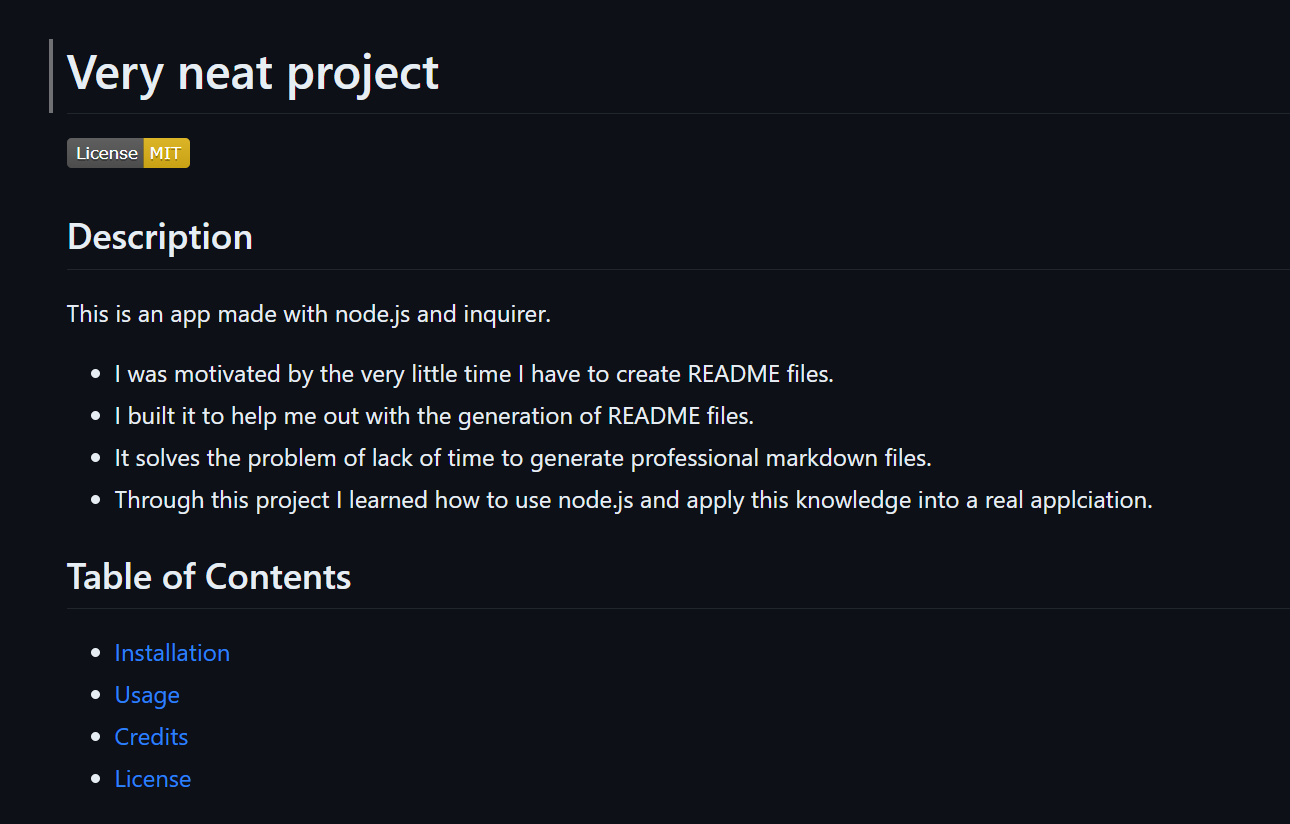 Very neat project
License MIT
Description
This is an app made with node.js and inquirer.
I was motivated by the very little time I have to create README files.
I built it to help me out with the generation of README files.
It solves the problem of lack of time to generate professional markdown files.
Through this project I learned how to use node.js and apply this knowledge into a real applciation.
Table of Contents
Installation
Usage
Credits
License